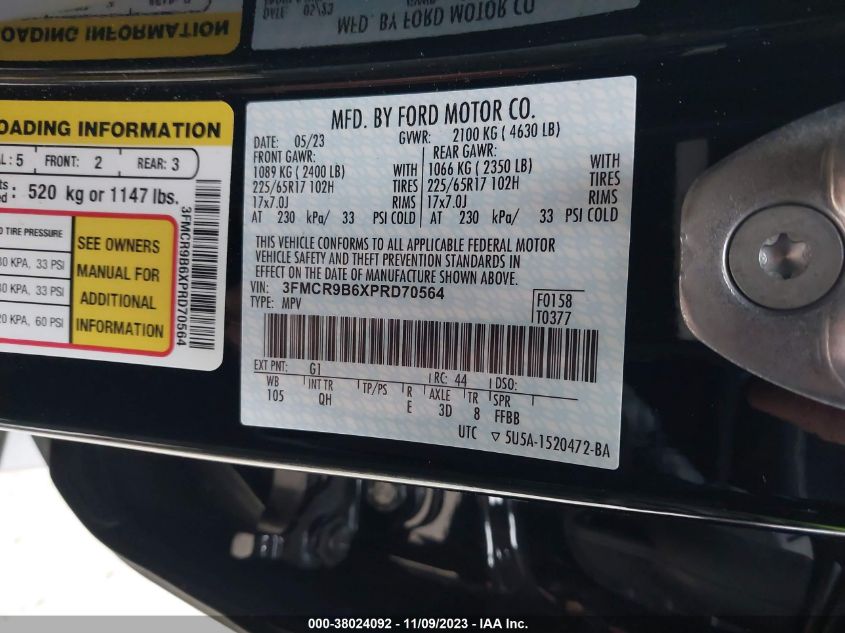 OADING INFORMATION
05/23
MFD. BY FORD MOTOR CO.
OADING INFORMATION
AL: 5 FRONT: 2 REAR: 3
520 kg or 1147 lbs.
TIRE PRESSURE
KPA, 33 PSI
KPA, 33 PSI
20 KPA, 60 PSI
SEE OWNERS
MANUAL FOR
ADDITIONAL
INFORMATION
3FMCR9B6XPRD70564
MFD. BY FORD MOTOR CO.
DATE: 05/23 GVWR: 2100 KG ( 4630 LB)
FRONT GAWR: REAR GAWR:
1089 KG ( 2400 LB) WITH 1066 KG ( 2350 LB) WITH
225/65R17 102H TIRES 225/65R17 102H TIRES
17x7.0J RIMS 17x7.0J RIMS
AT 230 kPa/ 33 PSI COLD AT 230 kPa/ 33 PSI COLD
THIS VEHICLE CONFORMS TO ALL APPLICABLE FEDERAL MOTOR
VEHICLE SAFETY AND THEFT PREVENTION STANDARDS IN
EFFECT ON THE DATE OF MANUFACTURE SHOWN ABOVE.
VIN: 3FMCR9B6XPRD70564 F0158
TYPE: MPV T0377
EXT PNT: G1 RC: 44 DSO:
WB INT TR TP/PS R AXLE TR SPR
105 QH E 3D 8 FFBB
UTC ▽ 5U5A-1520472-BA
000-38024092 - 11/09/2023 - IAA Inc.